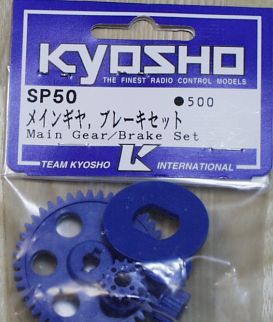 KYOSHO
THE FINEST RADIO CONTROL MODELS
SP50 ●500
メインギヤ, ブレーキセット
Main Gear/Brake Set
TEAM KYOSHO K INTERNATIONAL